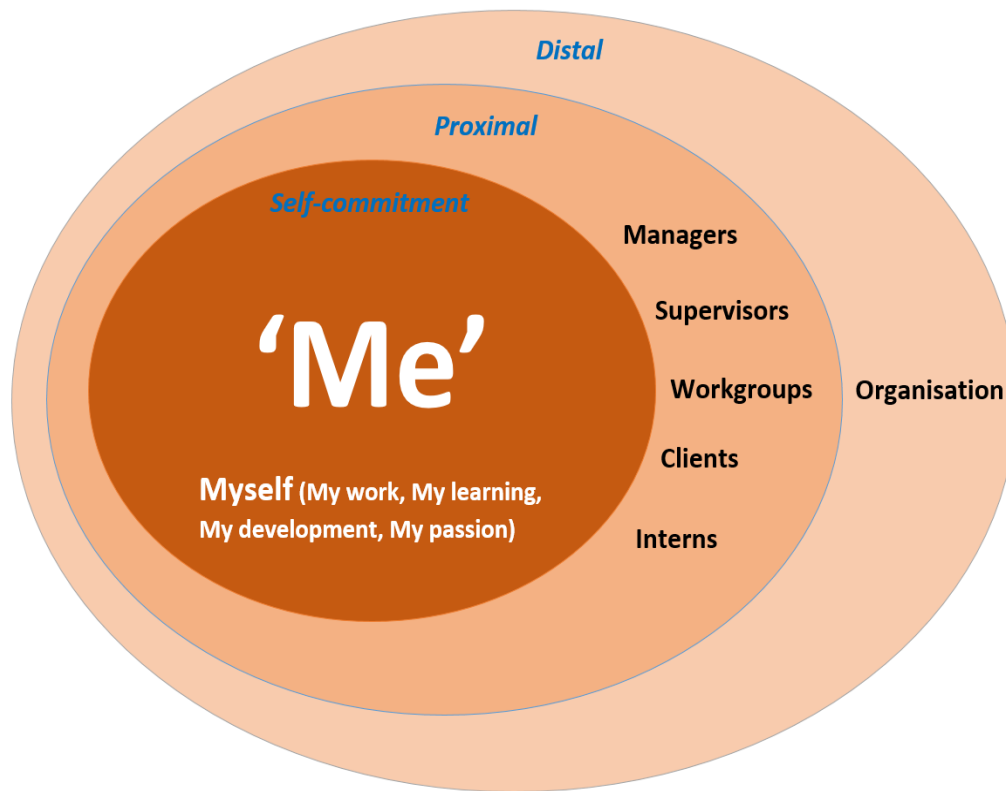 Distal
Proximal
Self-commitment
Managers
Supervisors
‘Me’
Workgroups
Organisation
Clients
Myself (My work, My learning,
My development, My passion)
Interns